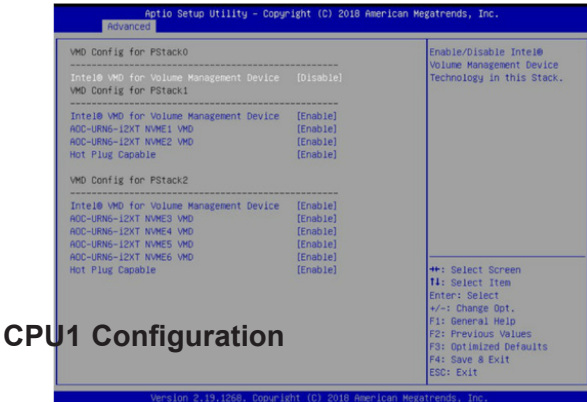 Aptio Setup Utility - Copyright (C) 2018 American Megatrends, Inc.
Advanced
VMD Config for PStack0
Intel® VMD for Volume Management Device [Disable]
VMD Config for PStack1
Intel® VMD for Volume Management Device [Enable]
AOC-URN6-i2XT NVME1 VMD [Enable]
AOC-URN6-i2XT NVME2 VMD [Enable]
Hot Plug Capable [Enable]
VMD Config for PStack2
Intel® VMD for Volume Management Device [Enable]
AOC-URN6-i2XT NVME3 VMD [Enable]
AOC-URN6-i2XT NVME4 VMD [Enable]
AOC-URN6-i2XT NVME5 VMD [Enable]
AOC-URN6-i2XT NVME6 VMD [Enable]
Hot Plug Capable [Enable]
Enable/Disable Intel®
Volume Management Device
Technology in this Stack.
→←: Select Screen
↑↓: Select Item
Enter: Select
+/-: Change Opt.
F1: General Help
F2: Previous Values
F3: Optimized Defaults
F4: Save & Exit
ESC: Exit
CPU1 Configuration
Version 2.19.1268. Copyright (C) 2018 American Megatrends, Inc.